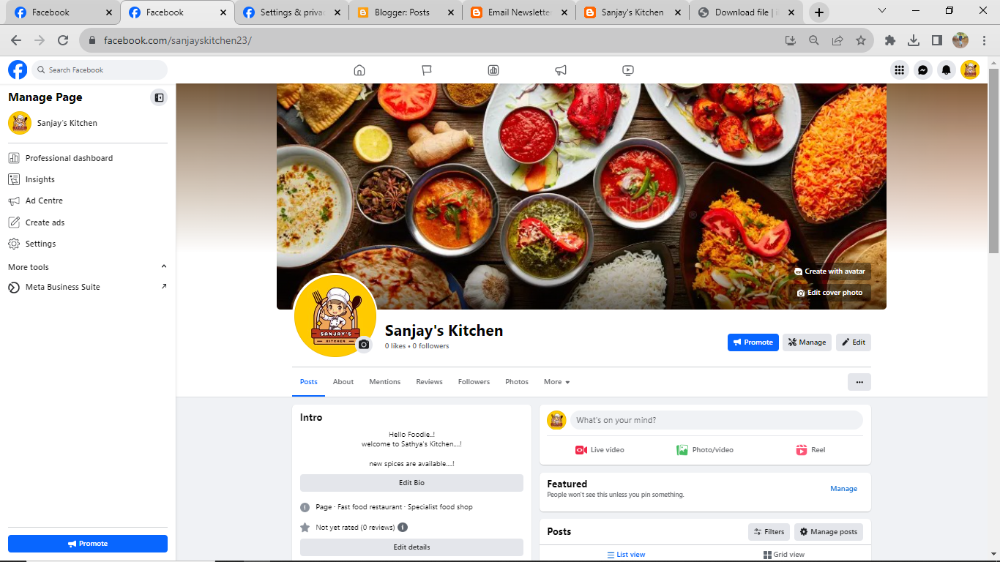 Facebook
Facebook
Settings & priva
Blogger: Posts
Email Newslette
Sanjay's Kitchen
Download file | i
facebook.com/sanjayskitchen23/
Search Facebook
Manage Page
Sanjay's Kitchen
Professional dashboard
Insights
Ad Centre
Create ads
Settings
More tools
Meta Business Suite
Promote
Create with avatar
Edit cover photo
SANJAY'S
KITCHEN
Sanjay's Kitchen
0 likes • 0 followers
Promote
Manage
Edit
Posts
About
Mentions
Reviews
Followers
Photos
More
Intro
Hello Foodie..!
welcome to Sathya's Kitchen....!
new spices are available....!
Edit Bio
Page · Fast food restaurant · Specialist food shop
Not yet rated (0 reviews)
Edit details
What's on your mind?
Live video
Photo/video
Reel
Featured
Manage
People won't see this unless you pin something.
Posts
Filters
Manage posts
List view
Grid view